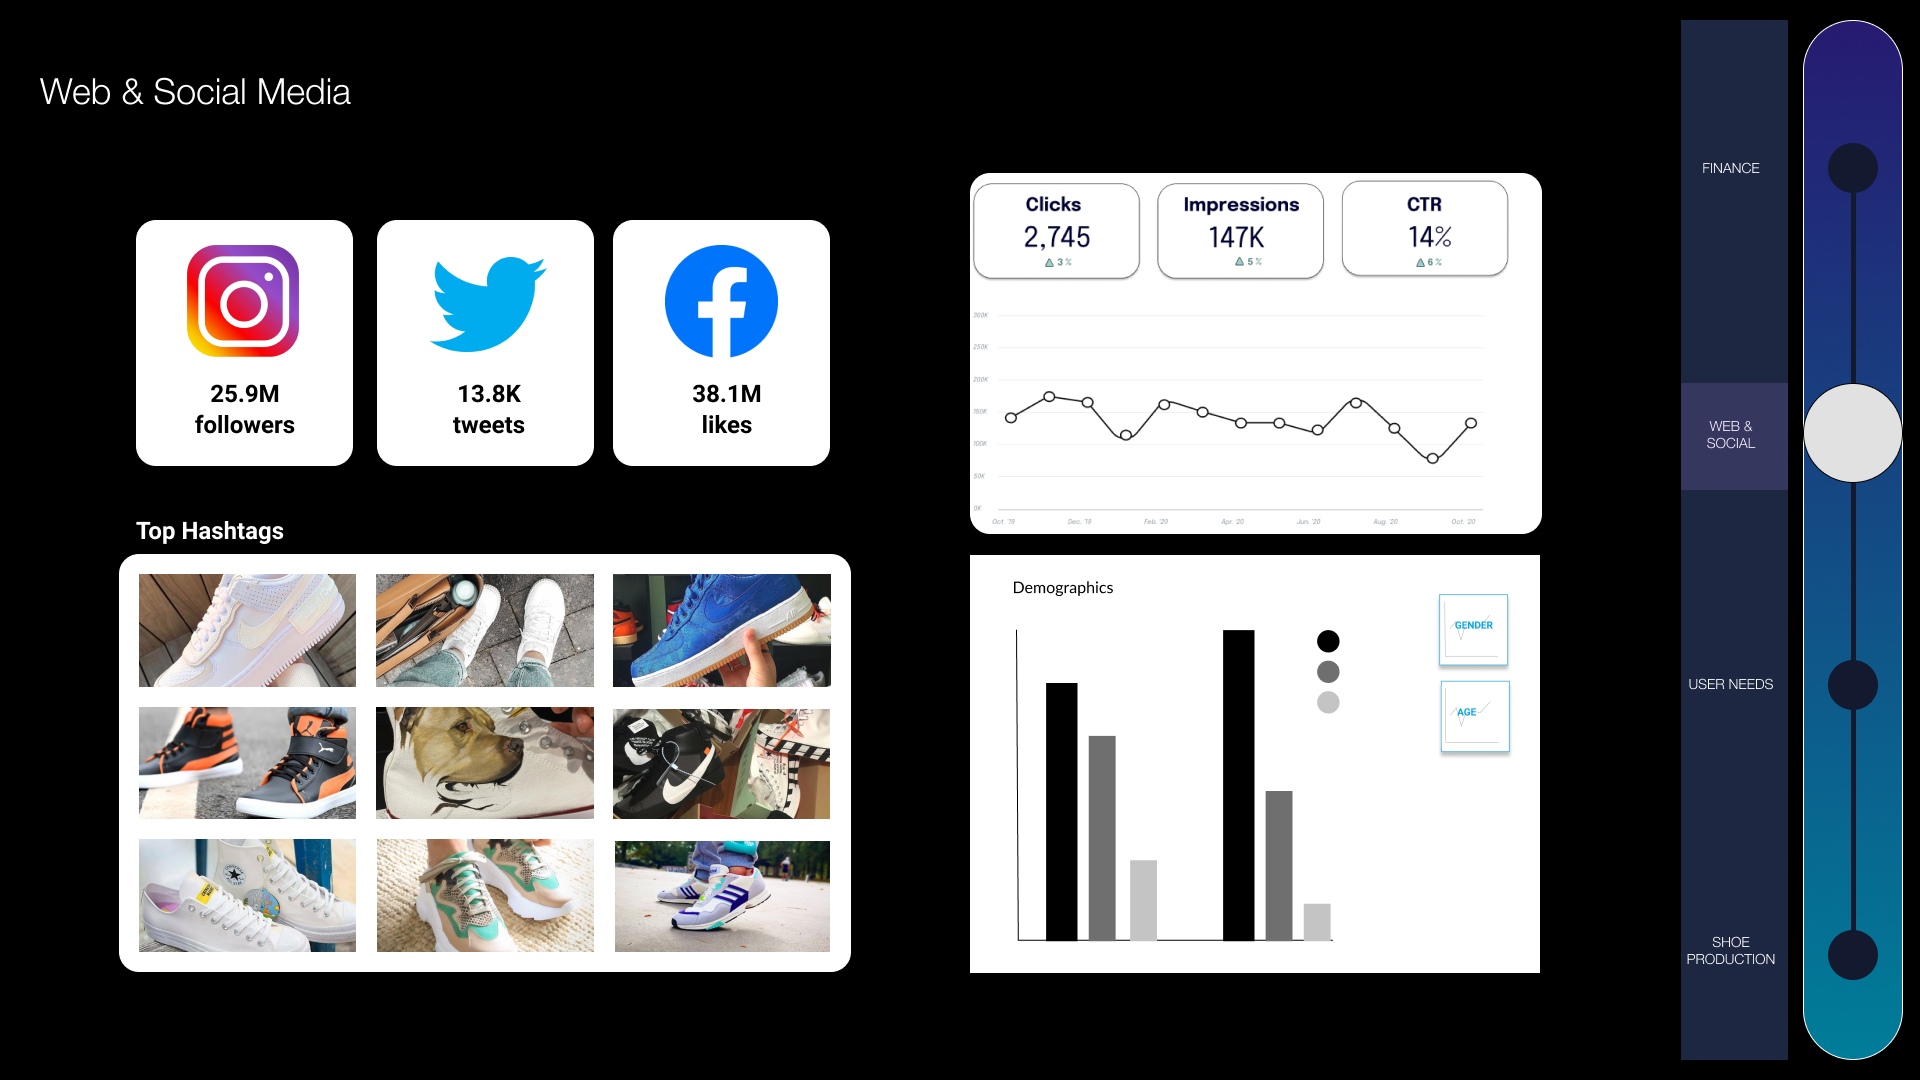 Web & Social Media
25.9M
followers
13.8K
tweets
38.1M
likes
Top Hashtags
Clicks
2,745
3 %
Impressions
147K
5 %
CTR
14%
6 %
300K
250K
200K
150K
100K
50K
0K
Oct. '19
Dec. '19
Feb. '20
Apr. '20
Jun. '20
Aug. '20
Oct. '20
Demographics
GENDER
AGE
FINANCE
WEB &
SOCIAL
USER NEEDS
SHOE
PRODUCTION